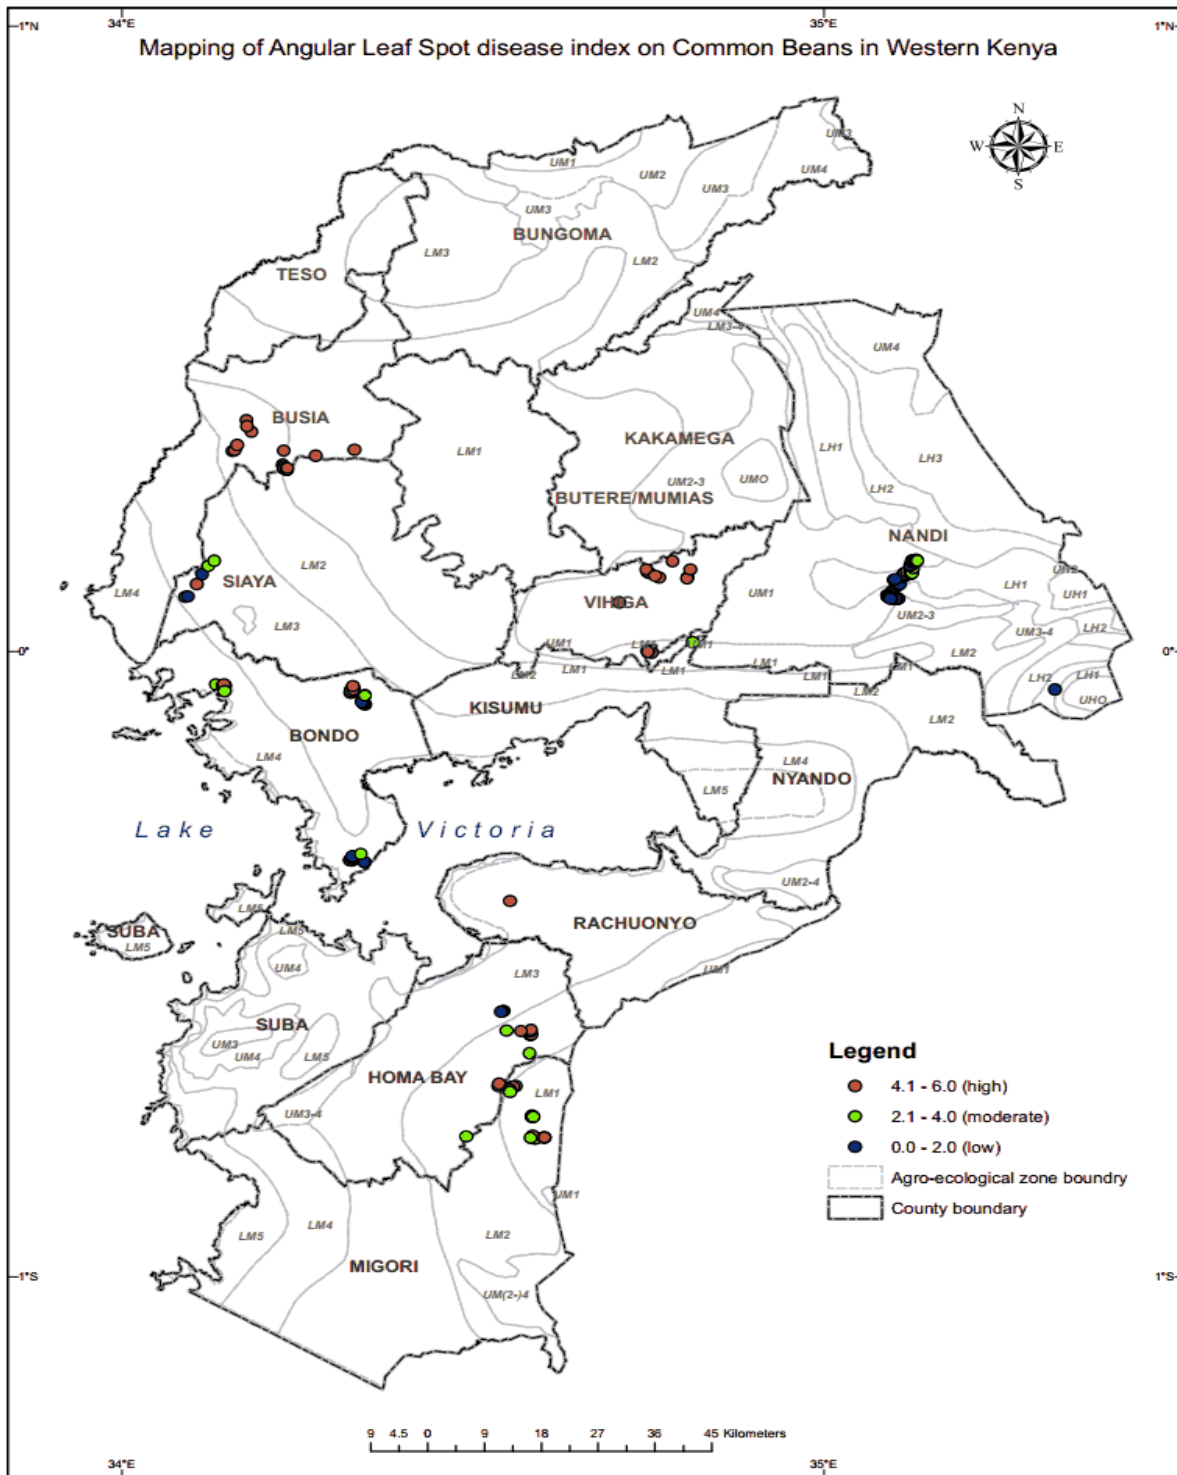 34°E 35°E
1°N 1°N
Mapping of Angular Leaf Spot disease index on Common Beans in Western Kenya
N
W E
S
UM3
UM1
UM2
UM4
UM3
UM3
BUNGOMA
LM3
LM2
TESO
UM4
LM3-4
UM4
BUSIA
KAKAMEGA
LM1
LH1
LH3
UM2-3
UMO
LH2
BUTERE/MUMIAS
NANDI
LM2
SIAYA
LM4
VIHIGA
UM1
LH1
UH2
UH1
UM2-3
LM3
UM3-4
LH2
UM1
LM1
LM2
0° 0°
LM2
LM1
LM1
LM1
LM1
LM1
LH2
LH1
UHO
KISUMU
LM2
LM2
BONDO
LM4
LM4
NYANDO
LM5
Lake Victoria
UM2-4
LM5
SUBA
LM5
LM5
RACHUONYO
UM4
LM3
UM1
SUBA
UM3
UM4
LM5
Legend
HOMA BAY
4.1 - 6.0 (high)
LM1
UM3-4
2.1 - 4.0 (moderate)
0.0 - 2.0 (low)
Agro-ecological zone boundry
UM1
County boundary
LM4
LM5
LM2
MIGORI
1°S 1°S
UM(2-)4
9 4.5 0 9 18 27 36 45 Kilometers
34°E 35°E